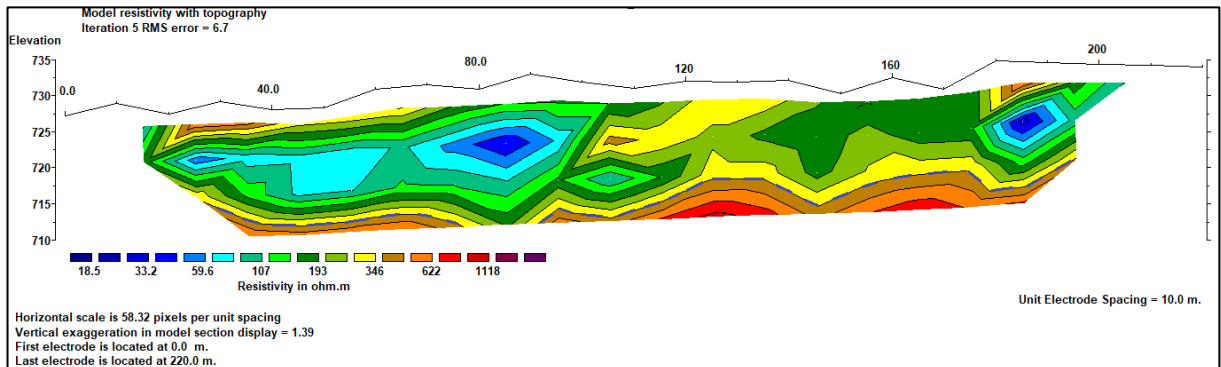 Model resistivity with topography
Iteration 5 RMS error = 6.7
Elevation
735
730
725
720
715
710
0.0
40.0
80.0
120
160
200
18.5 33.2 59.6 107 193 346 622 1118
Resistivity in ohm.m
Unit Electrode Spacing = 10.0 m.
Horizontal scale is 58.32 pixels per unit spacing
Vertical exaggeration in model section display = 1.39
First electrode is located at 0.0 m.
Last electrode is located at 220.0 m.